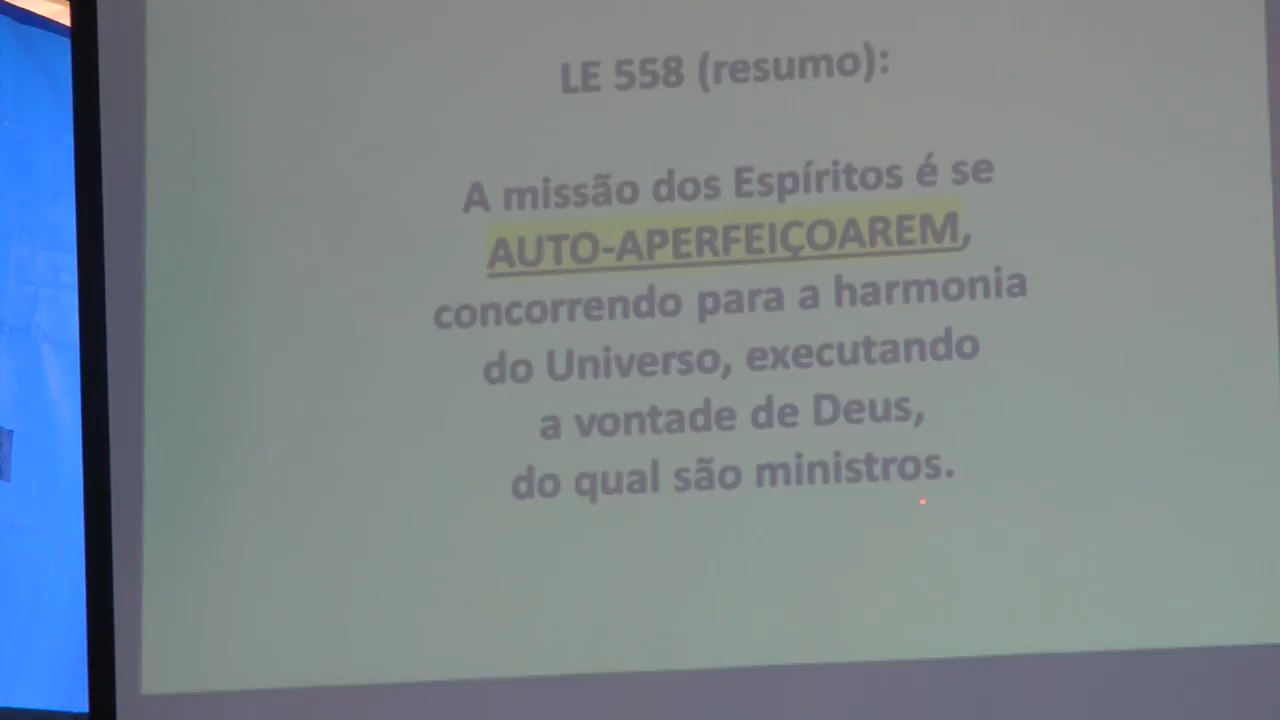 LE 558 (resumo):
A missão dos Espíritos é se
AUTO-APERFEIÇOAREM,
concorrendo para a harmonia
do Universo, executando
a vontade de Deus,
do qual são ministros.